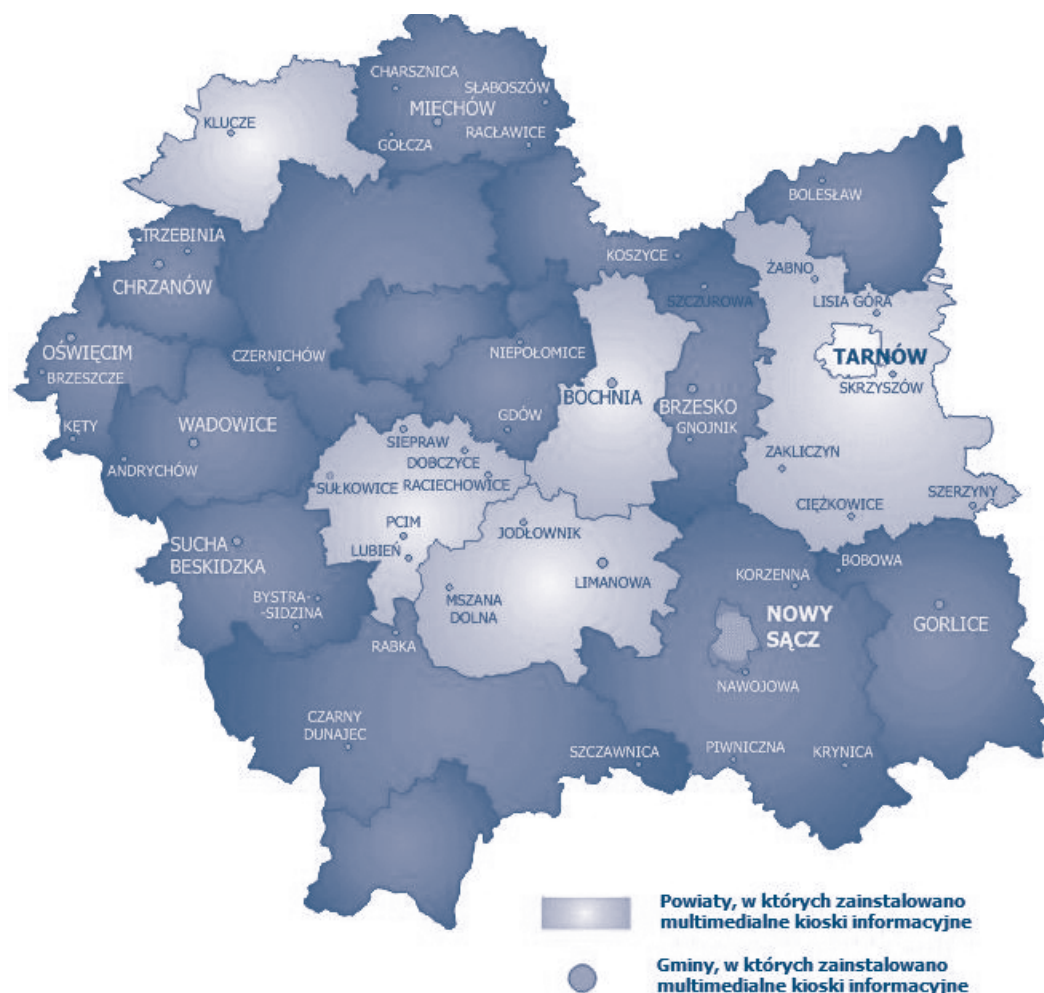 CHARSZNICA
SŁABOSZÓW
MIECHÓW
KLUCZE
GOŁCZA
RACŁAWICE
BOLESŁAW
TRZEBINIA
KOSZYCE
ŻABNO
CHRZANÓW
SZCZUROWA
LISIA GÓRA
OŚWIĘCIM
CZERNICHÓW
NIEPOŁOMICE
TARNÓW
BRZESZCZE
SKRZYSZÓW
BOCHNIA
BRZESKO
KĘTY
WADOWICE
GDÓW
GNOJNIK
SIEPRAW
ANDRYCHÓW
DOBCZYCE
ZAKLICZYN
SUŁKOWICE
RACIECHOWICE
SZERZYNY
CIĘŻKOWICE
PCIM
JODŁOWNIK
SUCHA
BESKIDZKA
LUBIEŃ
BOBOWA
LIMANOWA
KORZENNA
BYSTRA-
-SIDZINA
MSZANA
DOLNA
NOWY
SĄCZ
GORLICE
RABKA
NAWOJOWA
CZARNY
DUNAJEC
SZCZAWNICA
PIWNICZNA
KRYNICA
Powiaty, w których zainstalowano
multimedialne kioski informacyjne
Gminy, w których zainstalowano
multimedialne kioski informacyjne